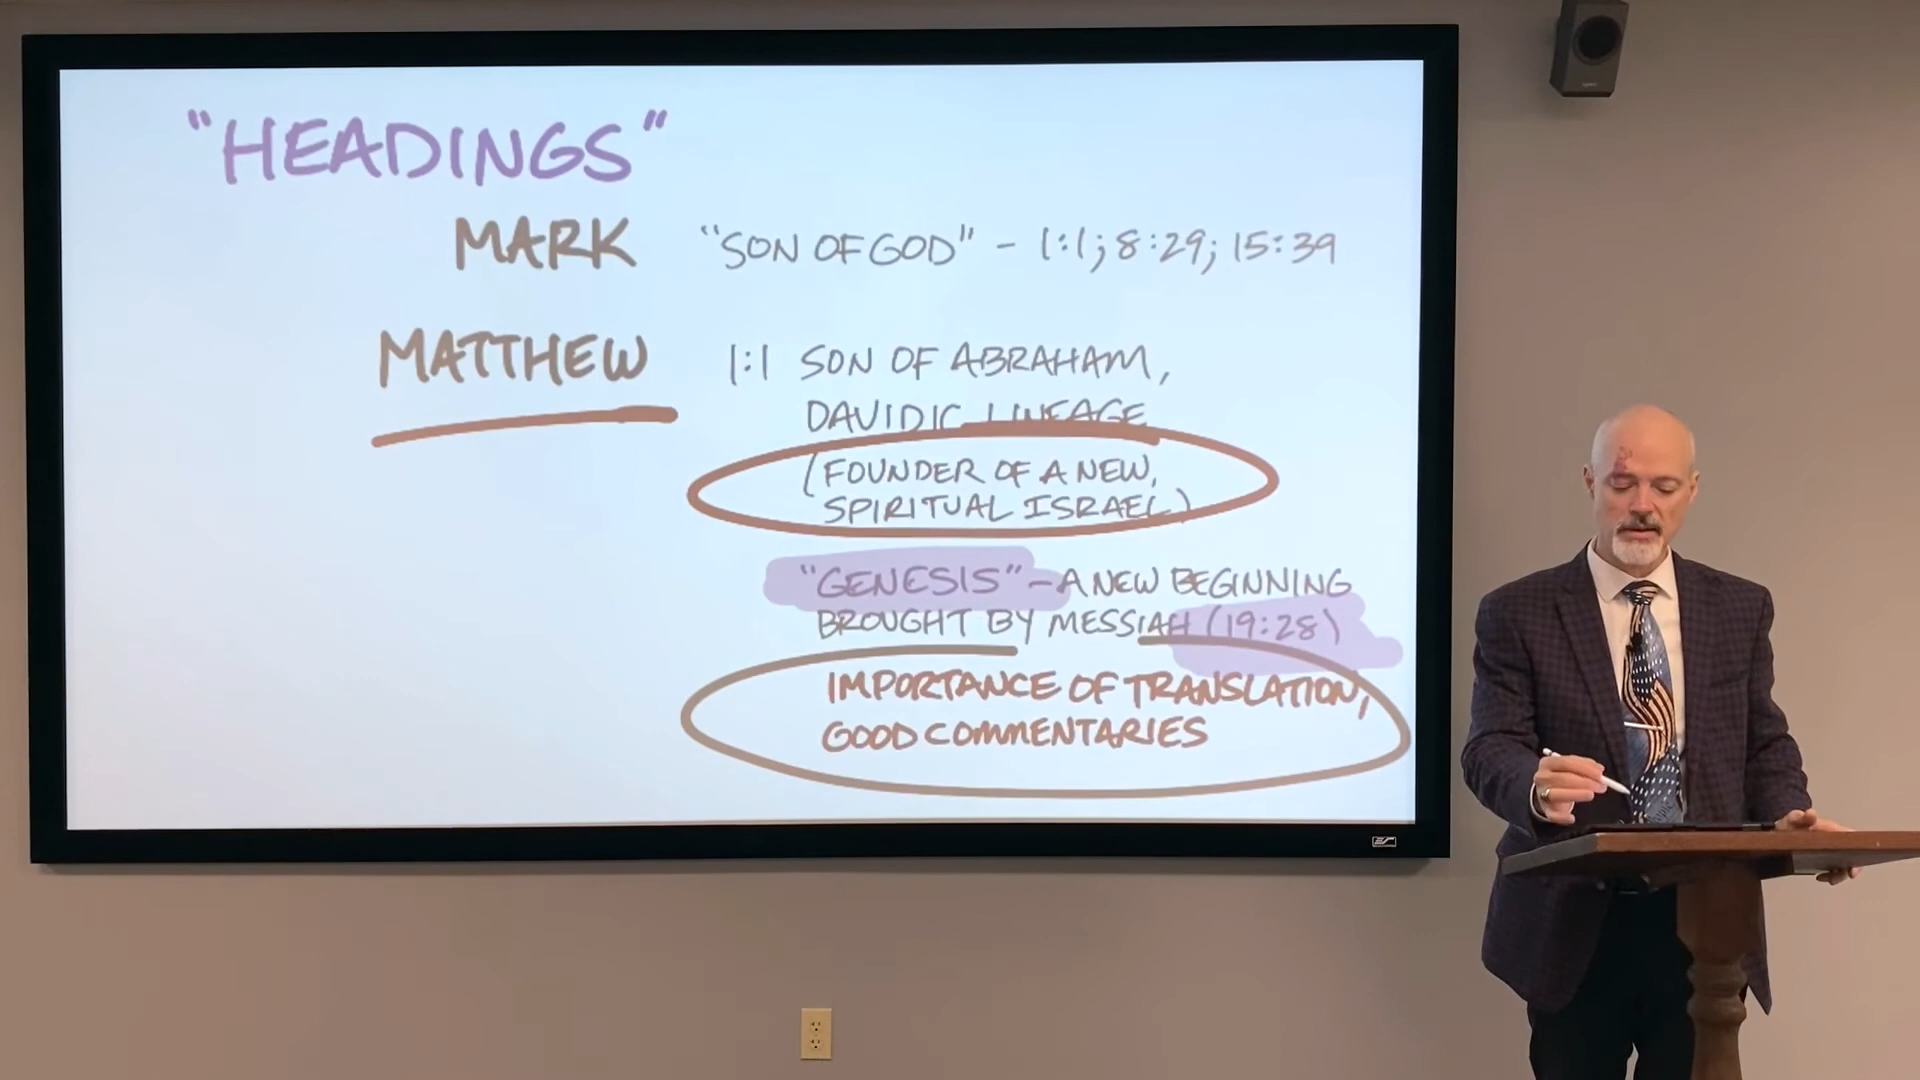 "HEADINGS"
MARK "SON OF GOD" - 1:1; 8:29; 15:39
MATTHEW 1:1 SON OF ABRAHAM,
DAVIDIC LINEAGE
(FOUNDER OF A NEW,
SPIRITUAL ISRAEL)
"GENESIS" - A NEW BEGINNING
BROUGHT BY MESSIAH (19:28)
IMPORTANCE OF TRANSLATION,
GOOD COMMENTARIES